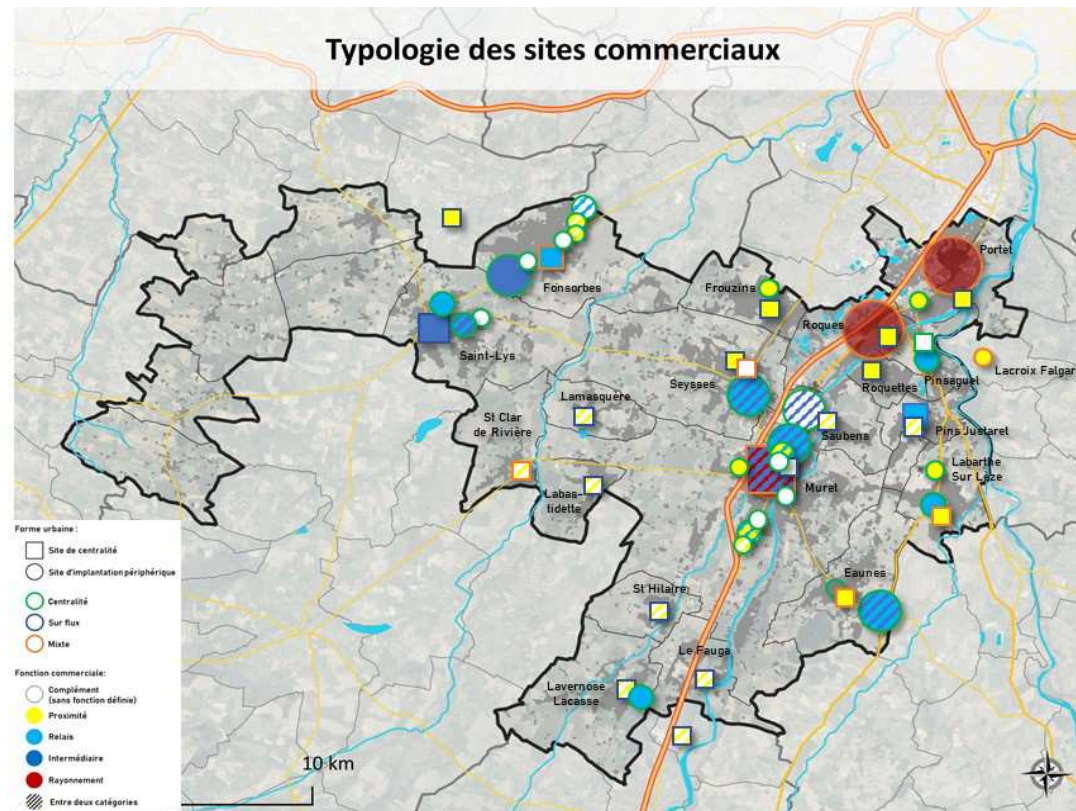 Typologie des sites commerciaux
Portet
Frouzins
Fonsorbes
Roques
Saint-Lys
Lacroix Falgar
Seysses
Roquettes
Pinsaguel
Lamasquère
St Clar
de Rivière
Saubens
Pins Justaret
Labarthe
Sur Lèze
Muret
Labas-
tidette
Eaunes
St Hilaire
Le Fauga
Lavernose
Lacasse
Forme urbaine :
Site de centralité
Site d'implantation périphérique
Centralité
Sur flux
Mixte
Fonction commerciale:
Complément
(sans fonction définie)
Proximité
Relais
Intermédiaire
Rayonnement
Entre deux catégories
10 km